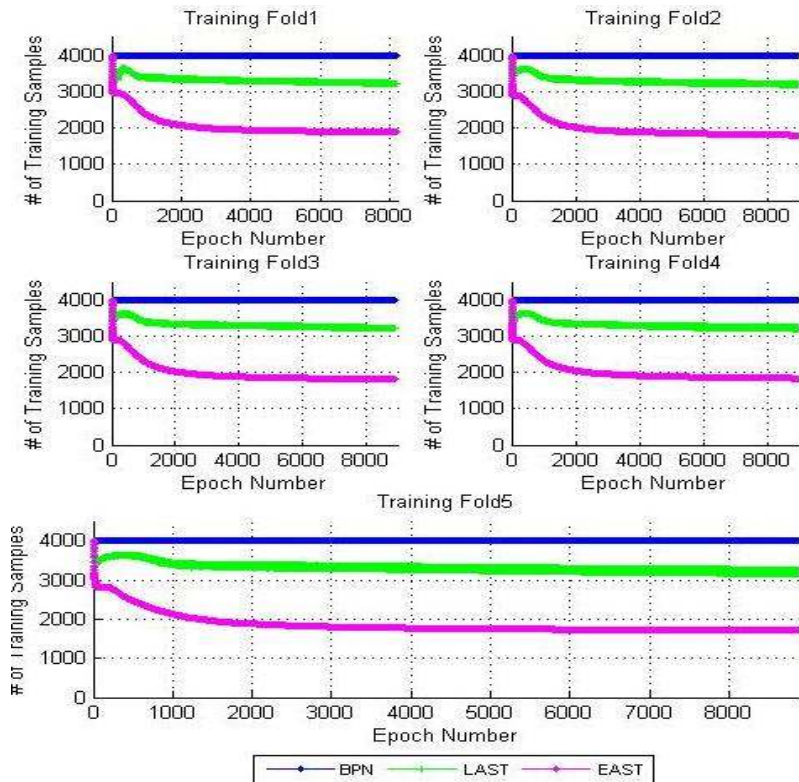 Training Fold1
Training Fold2
# of Training Samples
4000
3000
2000
1000
0
0 2000 4000 6000 8000
Epoch Number
# of Training Samples
4000
3000
2000
1000
0
0 2000 4000 6000 8000
Epoch Number
Training Fold3
Training Fold4
# of Training Samples
4000
3000
2000
1000
0
0 2000 4000 6000 8000
Epoch Number
# of Training Samples
4000
3000
2000
1000
0
0 2000 4000 6000 8000
Epoch Number
Training Fold5
# of Training Samples
4000
3000
2000
1000
0
0 1000 2000 3000 4000 5000 6000 7000 8000
Epoch Number
BPN LAST EAST